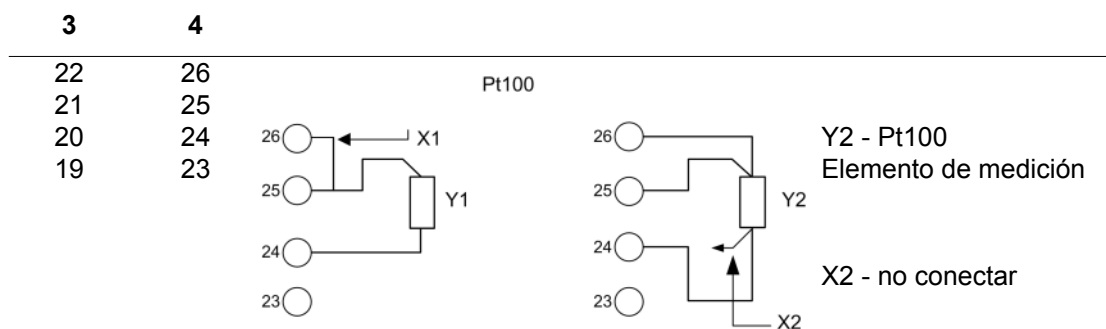 3 4
22 26
21 25
20 24
19 23
Pt100
26 X1
25 Y1
24
23
26
25 Y2
24
23
X2
Y2 - Pt100
Elemento de medición
X2 - no conectar